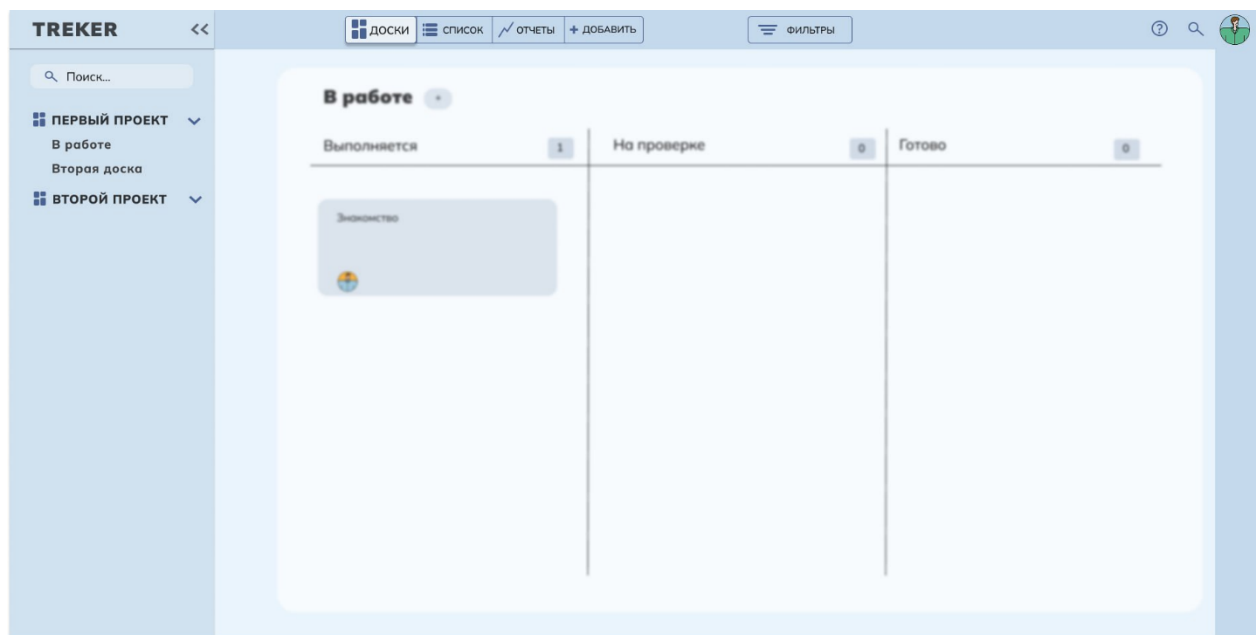 TREKER <<
ДОСКИ СПИСОК ОТЧЕТЫ + ДОБАВИТЬ ФИЛЬТРЫ ?
Поиск...
ПЕРВЫЙ ПРОЕКТ
В работе
Вторая доска
ВТОРОЙ ПРОЕКТ
В работе +
Выполняется 1 На проверке 0 Готово 0
Знакомство